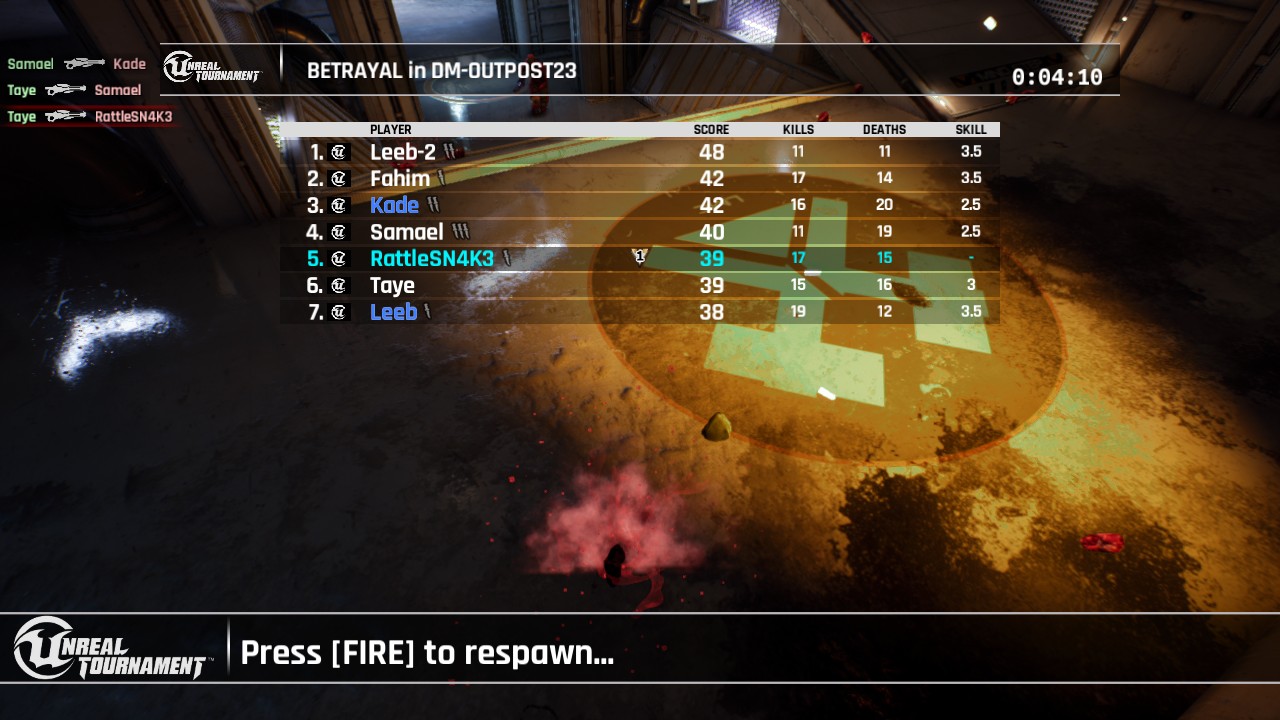 Samael Kade
Taye Samael
Taye RattleSN4K3
UNREAL TOURNAMENT
BETRAYAL in DM-OUTPOST23
0:04:10
PLAYER SCORE KILLS DEATHS SKILL
1. Leeb-2 48 11 11 3.5
2. Fahim 42 17 14 3.5
3. Kade 42 16 20 2.5
4. Samael 40 11 19 2.5
5. RattleSN4K3 1 39 17 15 -
6. Taye 39 15 16 3
7. Leeb 38 19 12 3.5
UNREAL TOURNAMENT™
Press [FIRE] to respawn...